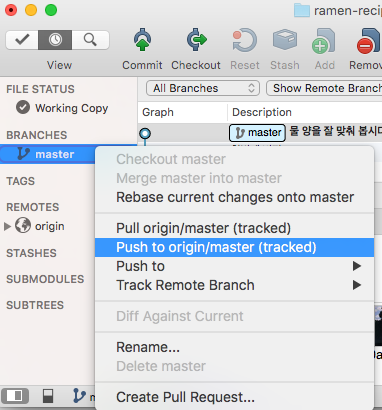 ramen-recip
View
Commit
Checkout
Reset
Stash
Add
Remov
FILE STATUS
Working Copy
BRANCHES
master
TAGS
REMOTES
origin
STASHES
SUBMODULES
SUBTREES
All Branches
Show Remote Branch
Graph
Description
master 물 양을 잘 맞춰 봅시다
Checkout master
Merge master into master
Rebase current changes onto master
Pull origin/master (tracked)
Push to origin/master (tracked)
Push to
Track Remote Branch
Diff Against Current
Rename...
Delete master
Create Pull Request...